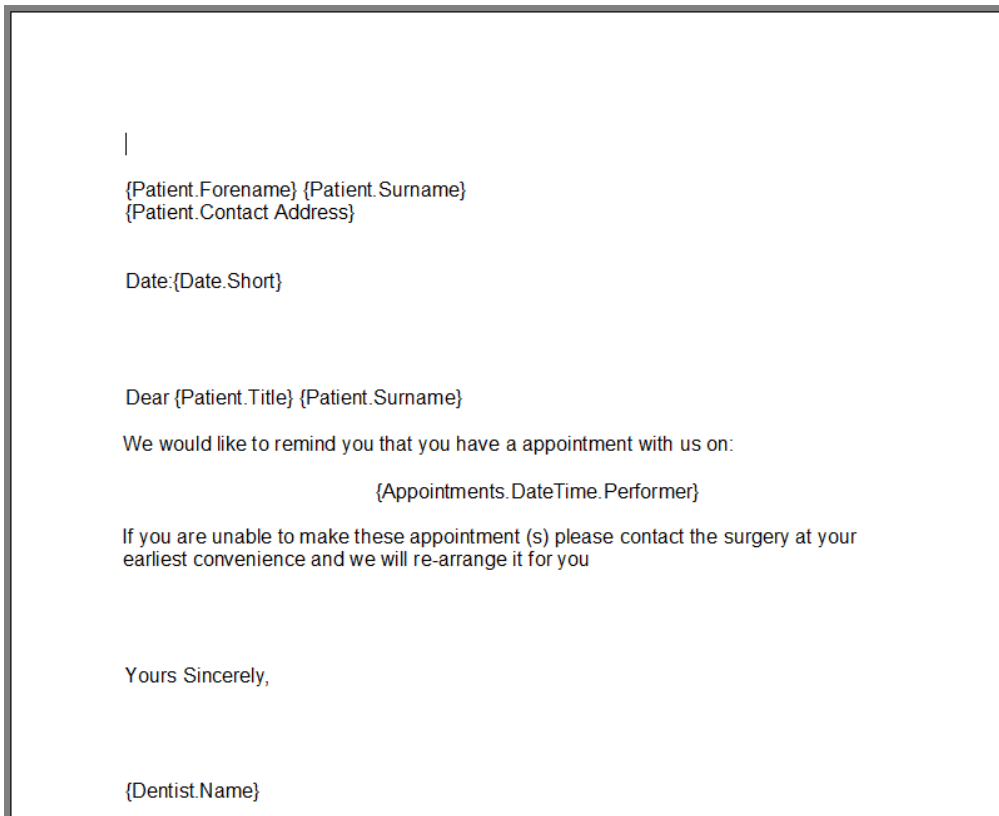 {Patient.Forename} {Patient.Surname}
{Patient.Contact Address}
Date:{Date.Short}
Dear {Patient.Title} {Patient.Surname}
We would like to remind you that you have a appointment with us on:
{Appointments.DateTime.Performer}
If you are unable to make these appointment (s) please contact the surgery at your
earliest convenience and we will re-arrange it for you
Yours Sincerely,
{Dentist.Name}